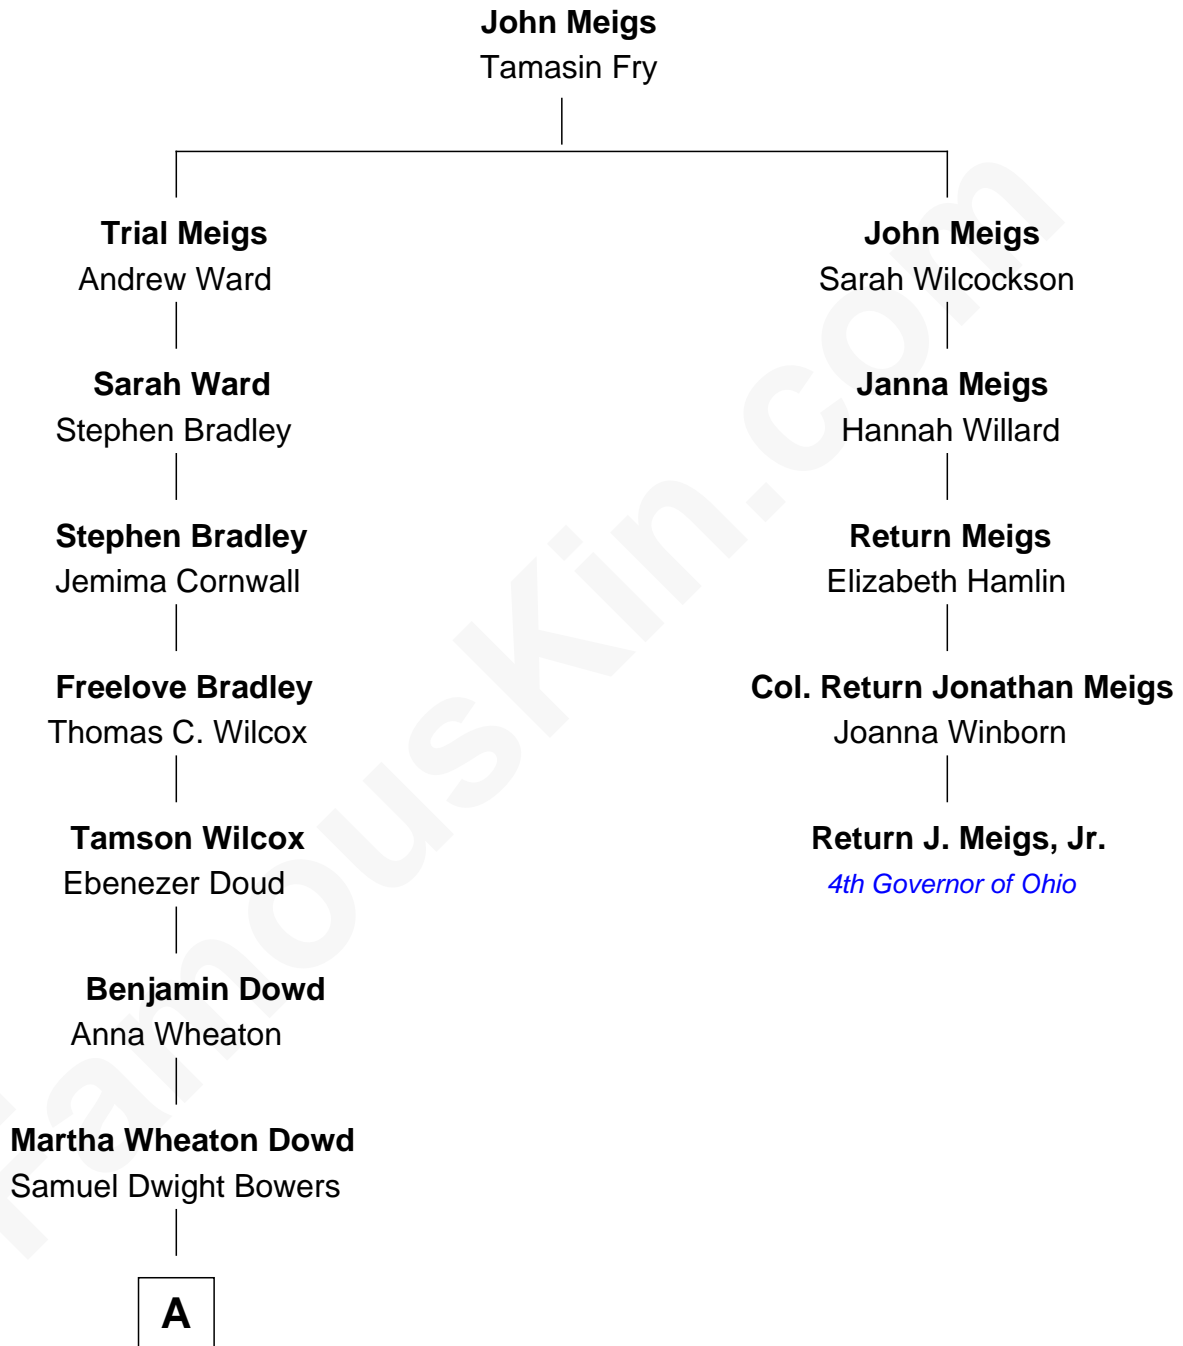 John Meigs
Tamasin Fry
Trial Meigs
Andrew Ward
Sarah Ward
Stephen Bradley
Stephen Bradley
Jemima Cornwall
Freelove Bradley
Thomas C. Wilcox
Tamson Wilcox
Ebenezer Doud
Benjamin Dowd
Anna Wheaton
Martha Wheaton Dowd
Samuel Dwight Bowers
A
John Meigs
Sarah Wilcockson
Janna Meigs
Hannah Willard
Return Meigs
Elizabeth Hamlin
Col. Return Jonathan Meigs
Joanna Winborn
Return J. Meigs, Jr.
4th Governor of Ohio
FamousKin.com